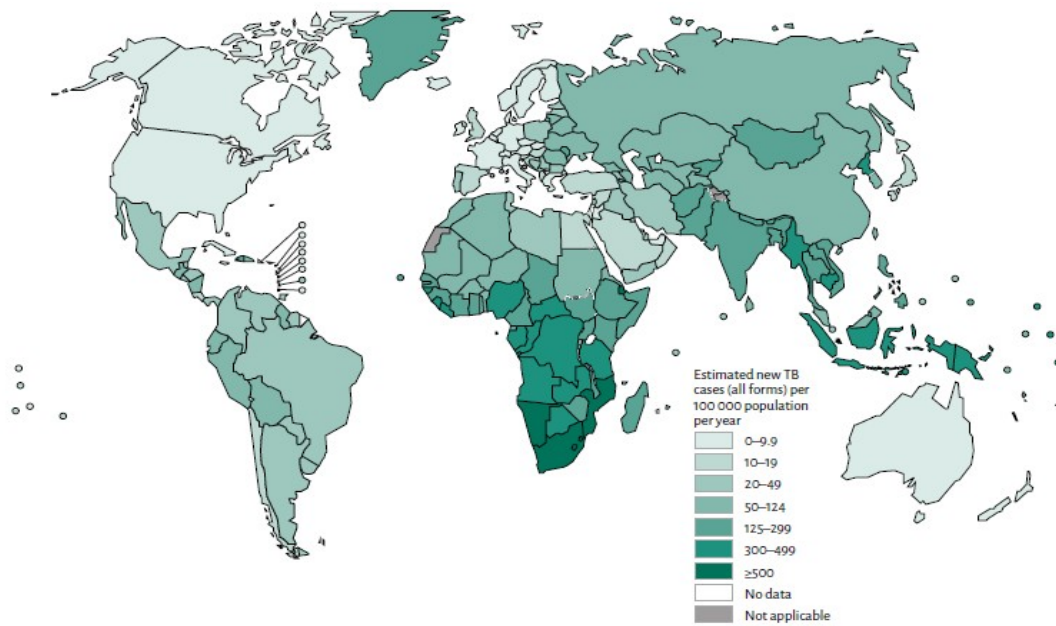 Estimated new TB
cases (all forms) per
100 000 population
per year
0–9.9
10–19
20–49
50–124
125–299
300–499
≥500
No data
Not applicable